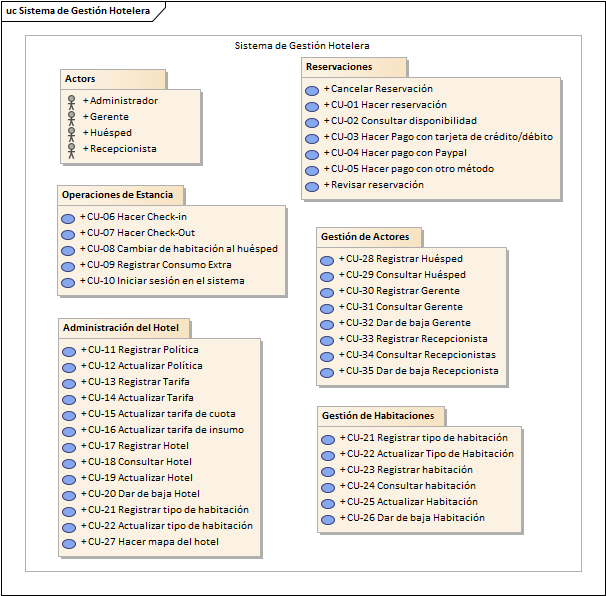 uc Sistema de Gestión Hotelera
Sistema de Gestión Hotelera
Actors
+ Administrador
+ Gerente
+ Huésped
+ Recepcionista
Reservaciones
+ Cancelar Reservación
+ CU-01 Hacer reservación
+ CU-02 Consultar disponibilidad
+ CU-03 Hacer Pago con tarjeta de crédito/débito
+ CU-04 Hacer pago con Paypal
+ CU-05 Hacer pago con otro método
+ Revisar reservación
Operaciones de Estancia
+ CU-06 Hacer Check-in
+ CU-07 Hacer Check-Out
+ CU-08 Cambiar de habitación al huésped
+ CU-09 Registrar Consumo Extra
+ CU-10 Iniciar sesión en el sistema
Gestión de Actores
+ CU-28 Registrar Huésped
+ CU-29 Consultar Huésped
+ CU-30 Registrar Gerente
+ CU-31 Consultar Gerente
+ CU-32 Dar de baja Gerente
+ CU-33 Registrar Recepcionista
+ CU-34 Consultar Recepcionistas
+ CU-35 Dar de baja Recepcionista
Administración del Hotel
+ CU-11 Registrar Política
+ CU-12 Actualizar Política
+ CU-13 Registrar Tarifa
+ CU-14 Actualizar Tarifa
+ CU-15 Actualizar tarifa de cuota
+ CU-16 Actualizar tarifa de insumo
+ CU-17 Registrar Hotel
+ CU-18 Consultar Hotel
+ CU-19 Actualizar Hotel
+ CU-20 Dar de baja Hotel
+ CU-21 Registrar tipo de habitación
+ CU-22 Actualizar tipo de habitación
+ CU-27 Hacer mapa del hotel
Gestión de Habitaciones
+ CU-21 Registrar tipo de habitación
+ CU-22 Actualizar Tipo de Habitación
+ CU-23 Registrar habitación
+ CU-24 Consultar habitación
+ CU-25 Actualizar Habitación
+ CU-26 Dar de baja Habitación